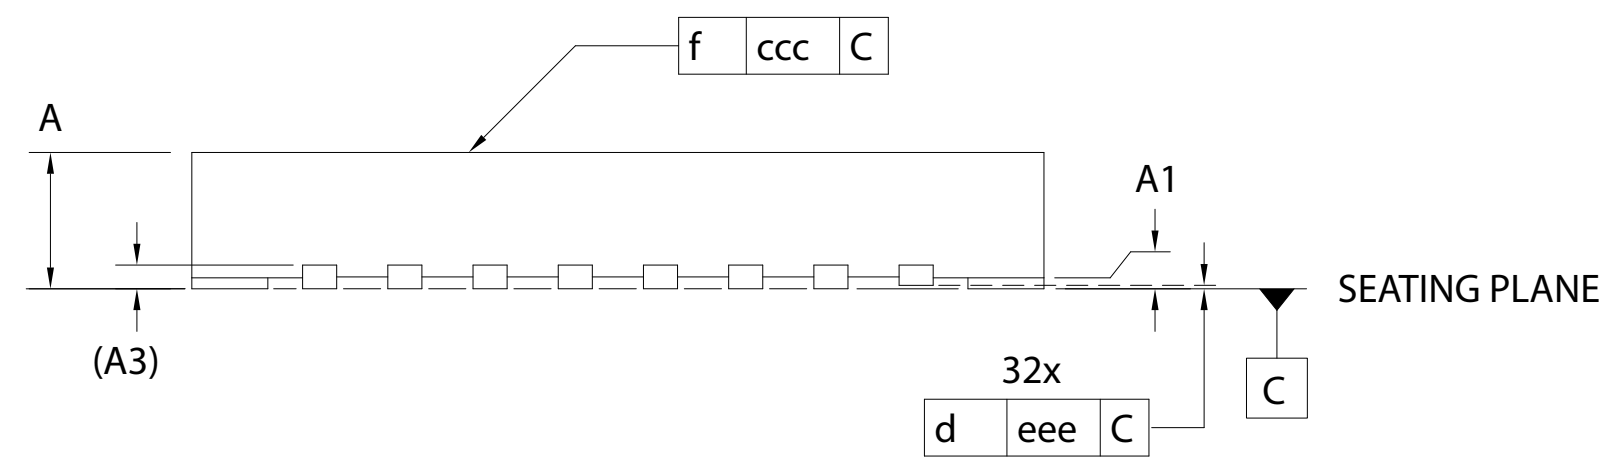 f ccc C
A
A1
SEATING PLANE
(A3)
32x
C
d eee C